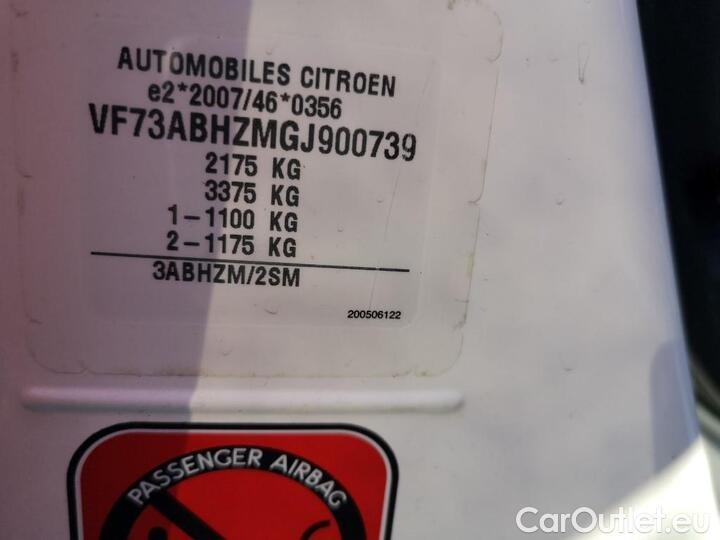 AUTOMOBILES CITROEN
e2*2007/46*0356
VF73ABHZMGJ900739
2175 KG
3375 KG
1-1100 KG
2-1175 KG
3ABHZM/2SM
200506122
PASSENGER AIRBAG
CarOutlet.eu